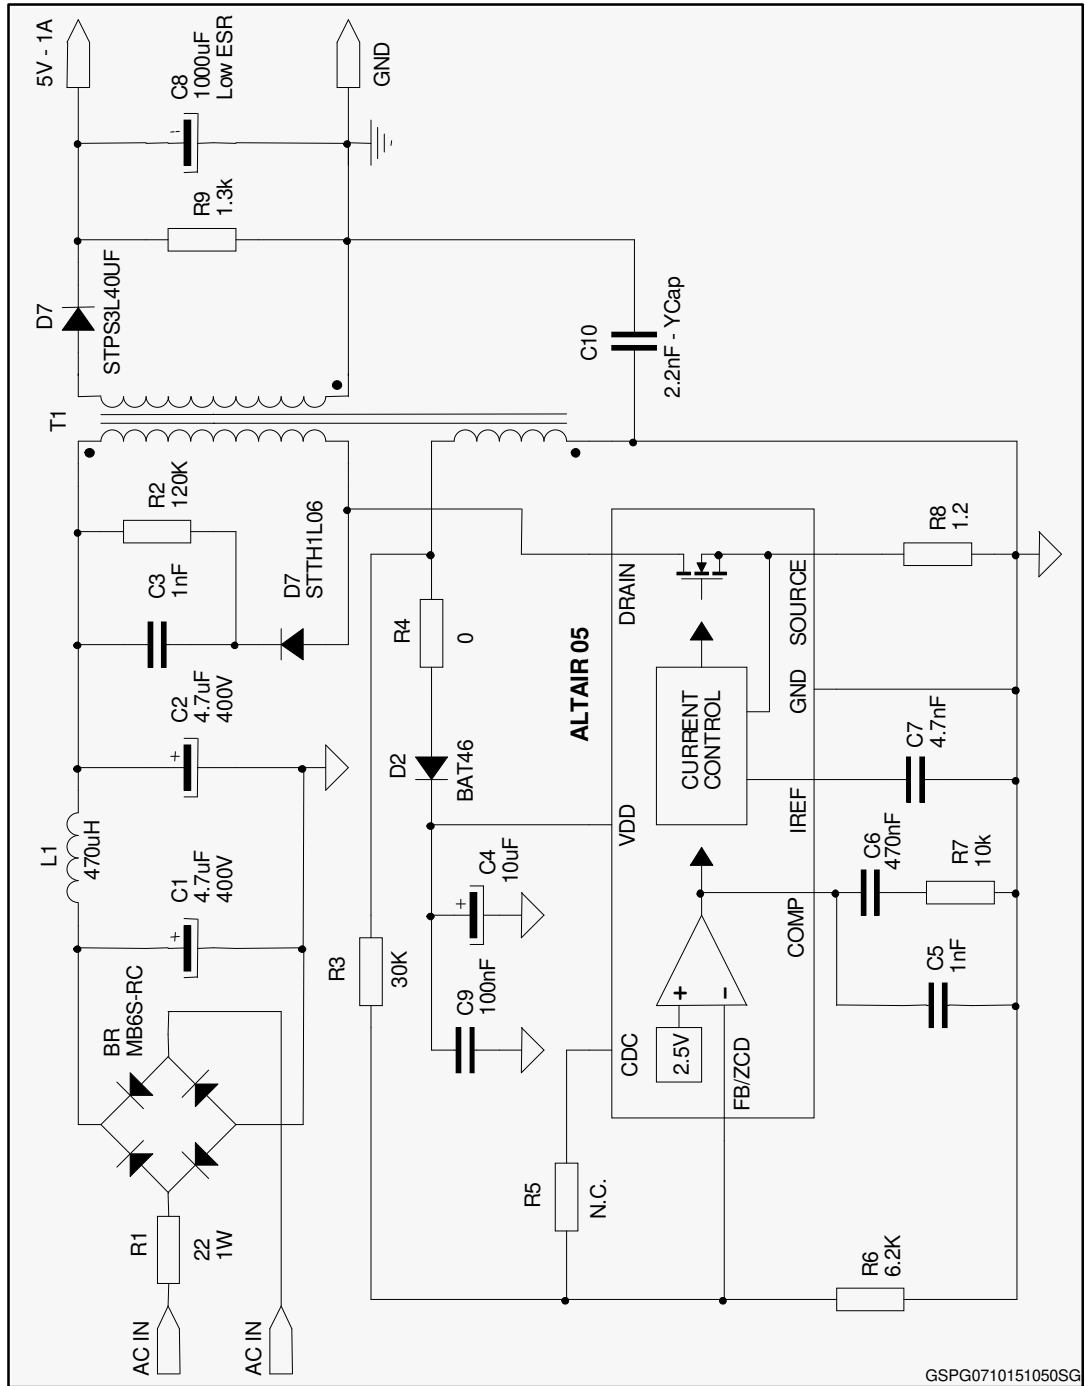 AC IN
AC IN
R1
22
1W
BR
MB6S-RC
C1
4.7uF
400V
L1
470uH
C2
4.7uF
400V
C3
1nF
R2
120K
D7
STTH1L06
T1
D7
STPS3L40UF
R9
1.3k
C8
1000uF
Low ESR
5V - 1A
GND
C10
2.2nF - YCap
R3
30K
C9
100nF
C4
10uF
D2
BAT46
R4
0
R5
N.C.
ALTAIR 05
CDC
VDD
DRAIN
2.5V
+
-
CURRENT
CONTROL
FB/ZCD
COMP
IREF
GND
SOURCE
R6
6.2K
C5
1nF
C6
470nF
R7
10k
C7
4.7nF
R8
1.2
GSPG0710151050SG